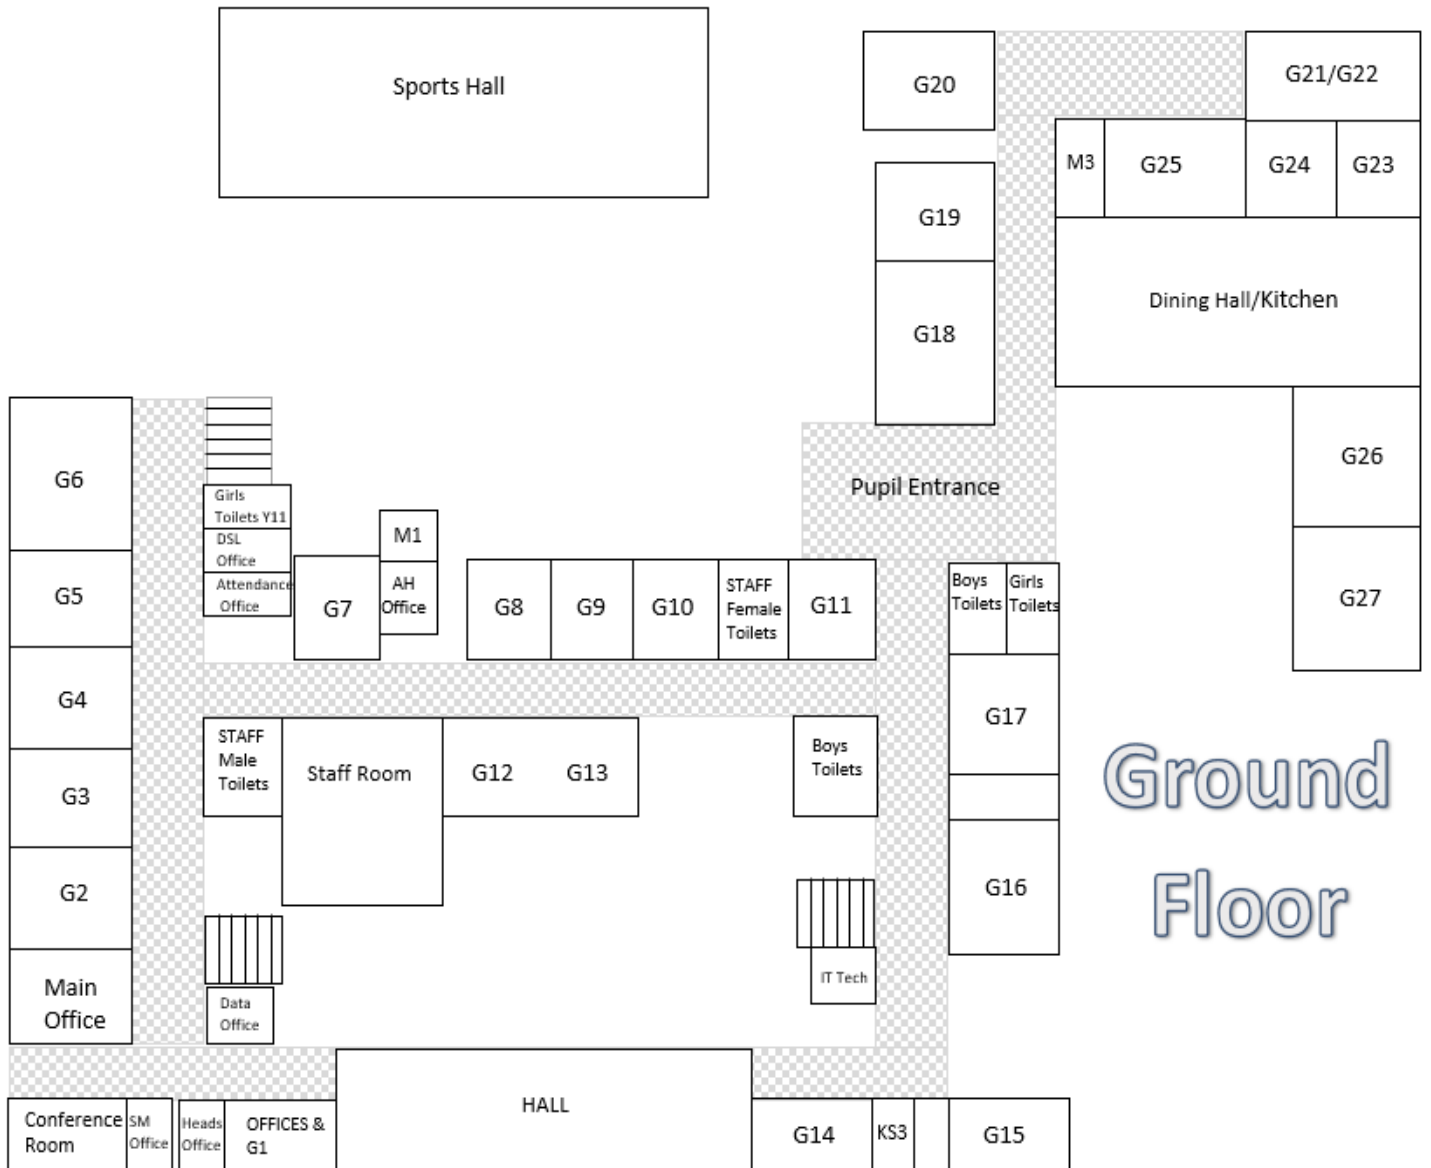 Sports Hall
G20
G21/G22
M3
G25
G24
G23
G19
Dining Hall/Kitchen
G18
G6
Pupil Entrance
G26
Girls
Toilets Y11
DSL
Office
Attendance
Office
M1
AH
Office
G5
G7
G8
G9
G10
STAFF
Female
Toilets
G11
Boys
Toilets
Girls
Toilets
G27
G4
G17
STAFF
Male
Toilets
Staff Room
G12
G13
Boys
Toilets
Ground
Floor
G3
G2
G16
Main
Office
Data
Office
IT Tech
Conference
Room
SM
Office
Heads
Office
OFFICES &
G1
HALL
G14
KS3
G15